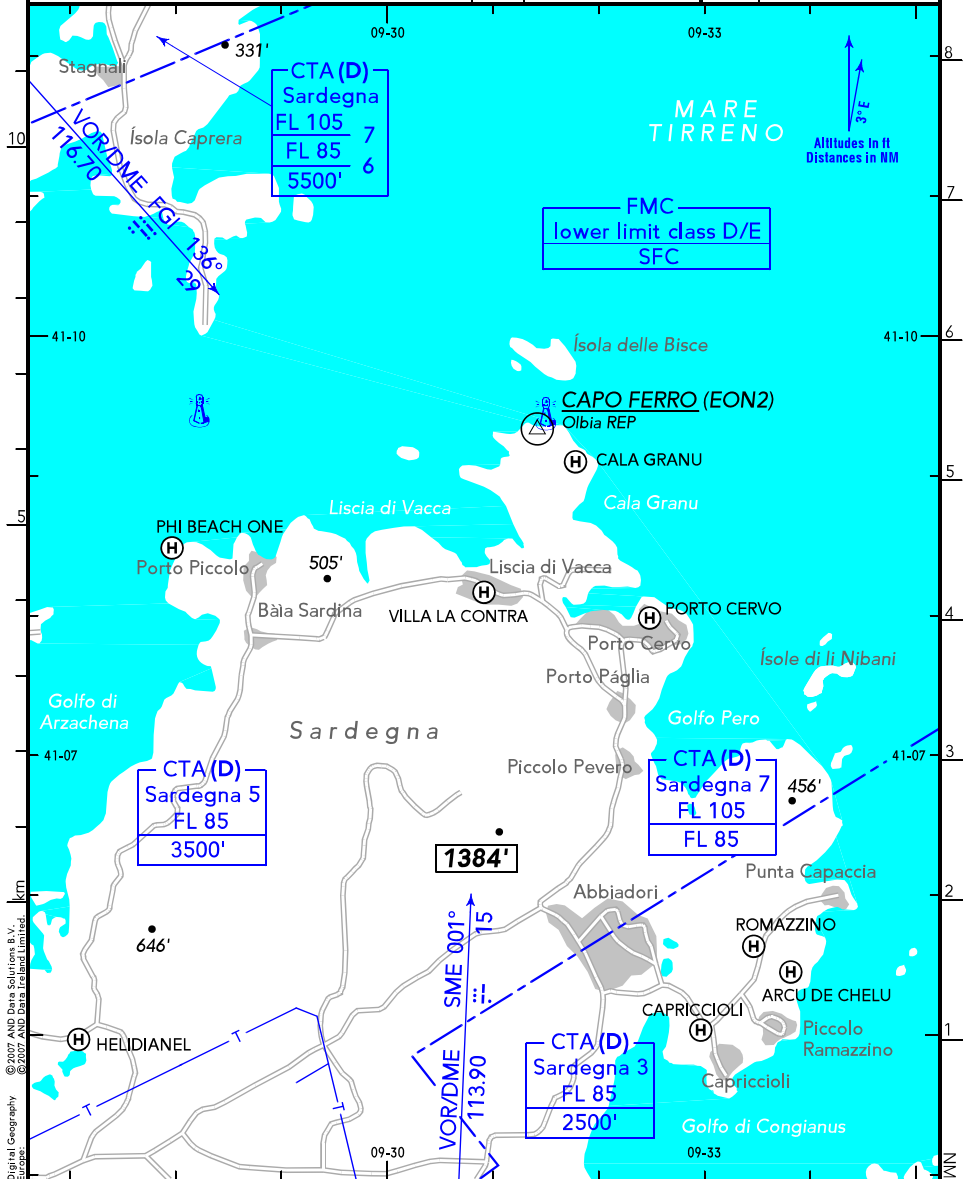 09-30
09-33
331'
Stagnali
8
CTA (D)
Sardegna
FL 105
7
FL 85
6
5500'
MARE
TIRRENO
3°E
Altitudes in ft
Distances in NM
10
Ísola Caprera
VOR/DME FGI 136°
116.70
29
7
FMC
lower limit class D/E
SFC
41-10
41-10
6
Ísola delle Bisce
CAPO FERRO (EON2)
Olbia REP
H CALA GRANU
5
Liscia di Vacca
Cala Granu
5
PHI BEACH ONE
H
Porto Piccolo
505'
Liscia di Vacca
H
VILLA LA CONTRA
Bàia Sardina
H PORTO CERVO
4
Porto Cervo
Ísole di li Nibani
Porto Páglia
Golfo di
Arzachena
Sardegna
Golfo Pero
41-07
41-07
3
Piccolo Pevero
CTA (D)
Sardegna 5
FL 85
3500'
CTA (D)
Sardegna 7
FL 105
FL 85
456'
1384'
Punta Capaccia
Abbiadori
2
km
646'
VOR/DME SME 001°
113.90
15
ROMAZZINO
H
H
ARCU DE CHELU
CAPRICCIOLI
H
Piccolo
Ramazzino
H HELIDIANEL
T
T
T
1
CTA (D)
Sardegna 3
FL 85
2500'
Capriccioli
Golfo di Congianus
09-30
09-33
NM
Digital Geography ©2007 AND Data Solutions B.V.
Europe: ©2007 AND Data Ireland Limited.